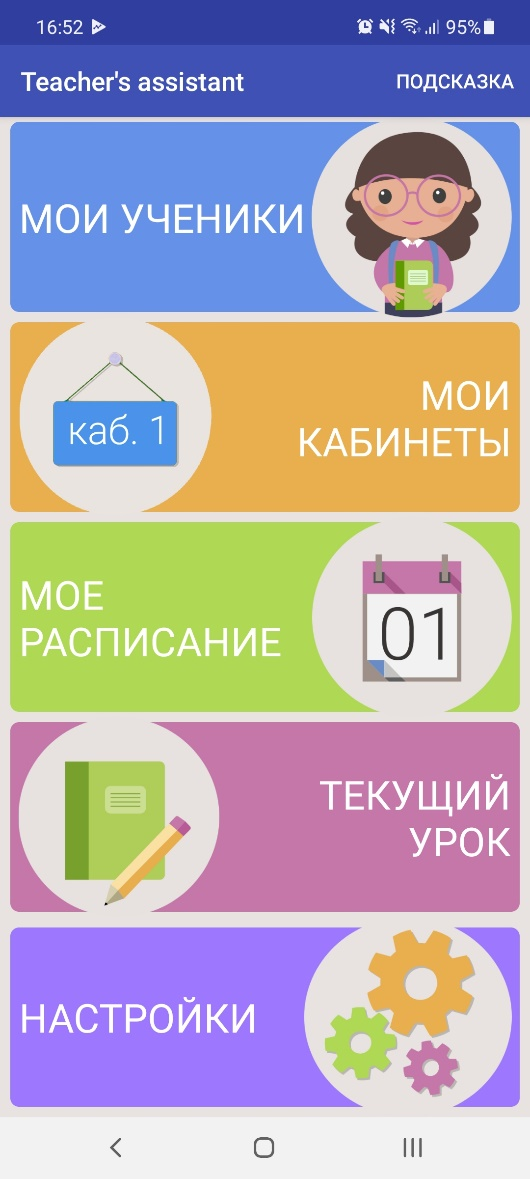 16:52 95%
Teacher's assistant ПОДСКАЗКА
МОИ УЧЕНИКИ
каб. 1
МОИ
КАБИНЕТЫ
МОЕ
РАСПИСАНИЕ
01
ТЕКУЩИЙ
УРОК
НАСТРОЙКИ